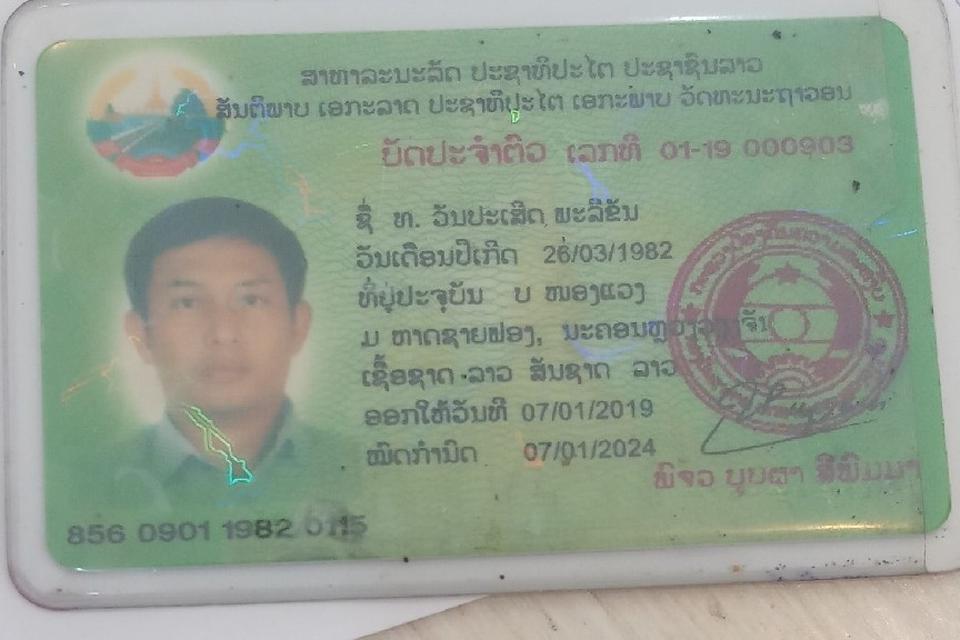 ສາທາລະນະລັດ ປະຊາທິປະໄຕ ປະຊາຊົນລາວ
ສັນຕິພາບ ເອກະລາດ ປະຊາທິປະໄຕ ເອກະພາບ ວັດທະນະຖາວອນ
ບັດປະຈຳຕົວ ເລກທີ 01-19 000903
ຊື່ ທ. ວັນປະເສີດ ພະລິຂັນ
ວັນເດືອນປີເກີດ 26/03/1982
ທີ່ຢູ່ປະຈຸບັນ ບ ໜອງແວງ
ມ ຫາດຊາຍຟອງ, ນະຄອນຫຼວງວຽງຈັນ
ເຊື້ອຊາດ ລາວ ສັນຊາດ ລາວ
ອອກໃຫ້ວັນທີ 07/01/2019
ໝົດກຳນົດ 07/01/2024
ພົຈວ ບຸບຜາ ສີພິມມາ
856 0901 1982 0115